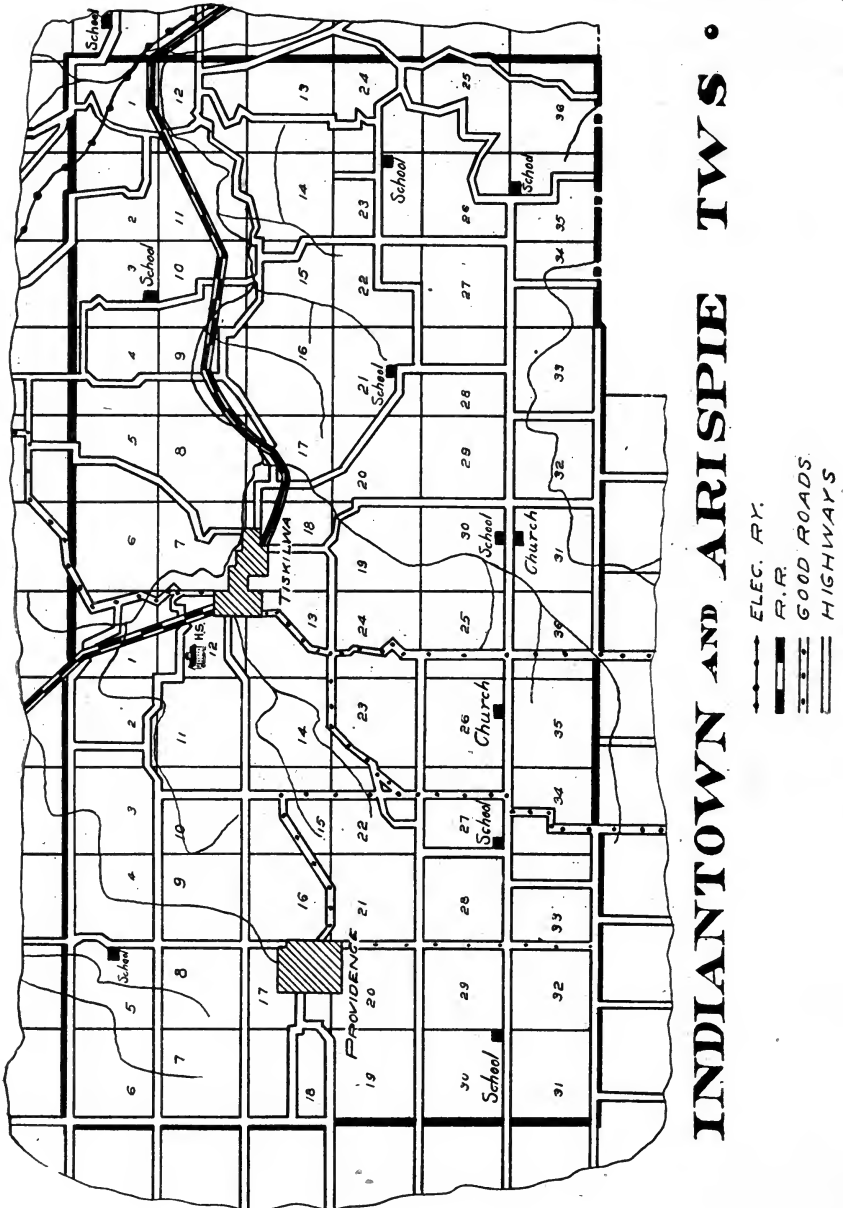 School
6 5 4 3 2 1 6 5 4 3 2 1
School
School
7 8 9 10 11 12 7 8 9 10 11 12
H.S.
TISKILWA
18 17 16 15 14 13 18 17 16 15 14 13
PROVIDENCE
19 20 21 22 23 24 19 20 21 22 23 24
School
School
30 29 28 27 26 25 30 29 28 27 26 25
School
School
Church
School
School
Church
31 32 33 34 35 36 31 32 33 34 35 36
INDIANTOWN AND ARISPIE TWS.
ELEC. RY.
R.R.
GOOD ROADS
HIGHWAYS